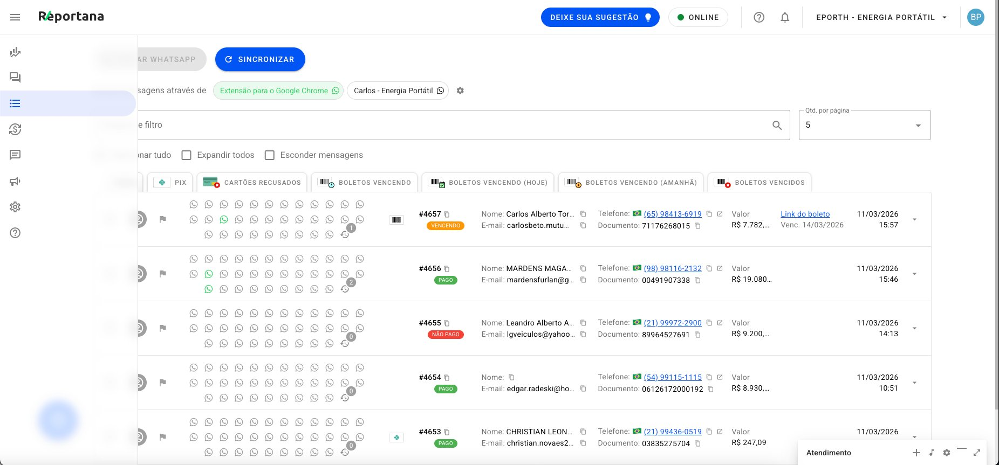 Reportana
DEIXE SUA SUGESTÃO
ONLINE
EPORTH - ENERGIA PORTÁTIL
BP
AR WHATSAPP
SINCRONIZAR
sagens através de
Extensão para o Google Chrome
Carlos - Energia Portátil
e filtro
Qtd. por página
5
nar tudo
Expandir todos
Esconder mensagens
PIX
CARTÕES RECUSADOS
BOLETOS VENCENDO
BOLETOS VENCENDO (HOJE)
BOLETOS VENCENDO (AMANHÃ)
BOLETOS VENCIDOS
1
#4657
VENCENDO
Nome: Carlos Alberto Tor...
E-mail: carlosbeto.mutu...
Telefone: (65) 98413-6919
Documento: 71176268015
Valor
R$ 7.782,...
Link do boleto
Venc. 14/03/2026
11/03/2026
15:57
2
#4656
PAGO
Nome: MARDENS MAGA...
E-mail: mardensfurlan@g...
Telefone: (98) 98116-2132
Documento: 00491907338
Valor
R$ 19.080...
11/03/2026
15:46
0
#4655
NÃO PAGO
Nome: Leandro Alberto A...
E-mail: lgveiculos@yahoo...
Telefone: (21) 99972-2900
Documento: 89964527691
Valor
R$ 9.200,...
11/03/2026
14:13
0
#4654
PAGO
Nome:
E-mail: edgar.radeski@ho...
Telefone: (54) 99115-1115
Documento: 06126172000192
Valor
R$ 8.930,...
11/03/2026
10:51
0
#4653
PAGO
Nome: CHRISTIAN LEON...
E-mail: christian.novaes2...
Telefone: (21) 99436-0519
Documento: 03835275704
Valor
R$ 247,09
11/03/2026
Atendimento